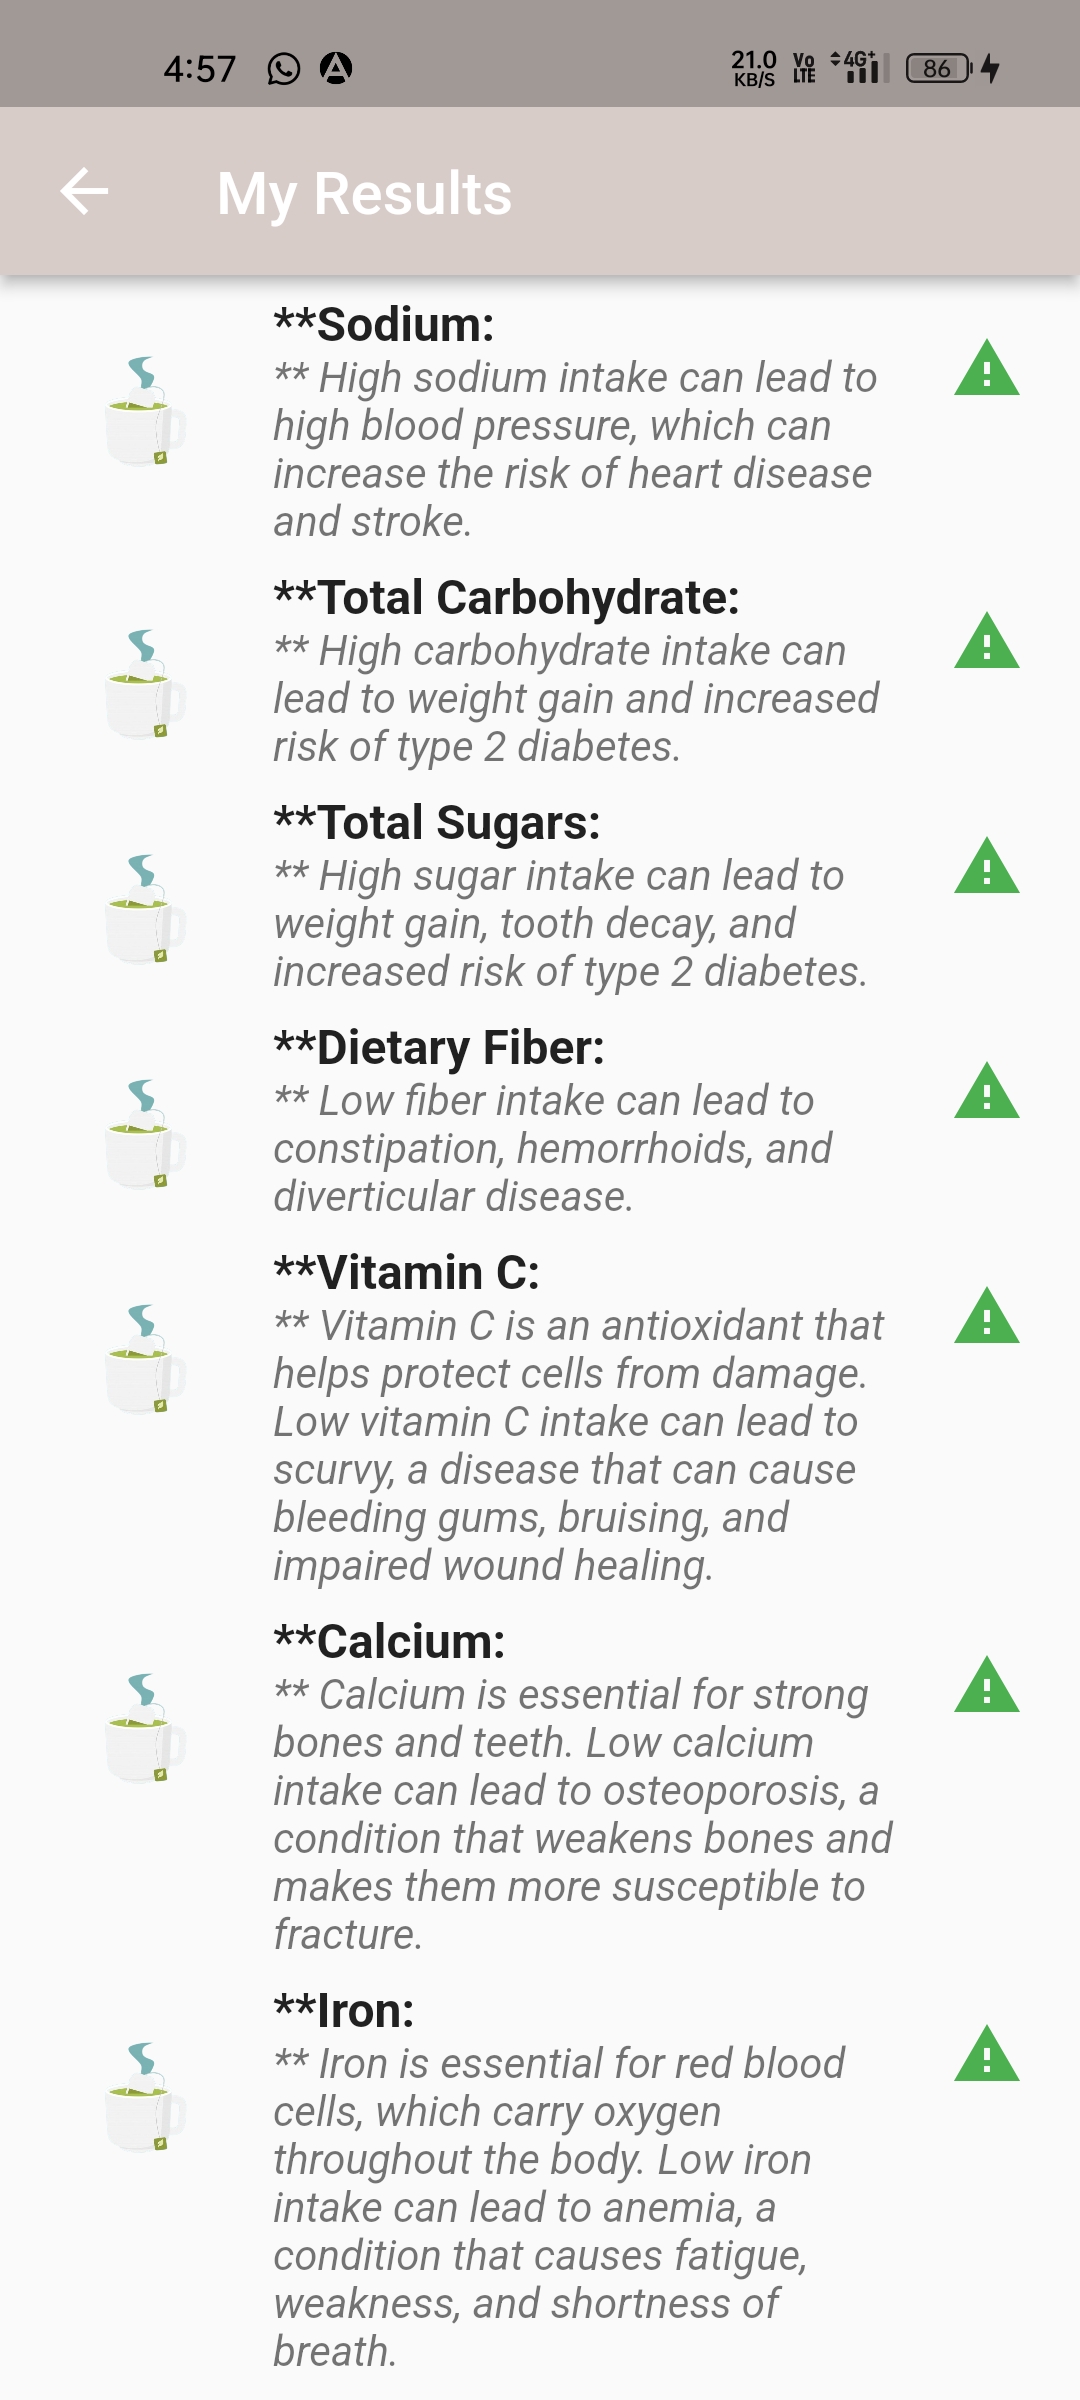 4:57
21.0 KB/S
Vo LTE
4G+
86
My Results
**Sodium:
** High sodium intake can lead to
high blood pressure, which can
increase the risk of heart disease
and stroke.
**Total Carbohydrate:
** High carbohydrate intake can
lead to weight gain and increased
risk of type 2 diabetes.
**Total Sugars:
** High sugar intake can lead to
weight gain, tooth decay, and
increased risk of type 2 diabetes.
**Dietary Fiber:
** Low fiber intake can lead to
constipation, hemorrhoids, and
diverticular disease.
**Vitamin C:
** Vitamin C is an antioxidant that
helps protect cells from damage.
Low vitamin C intake can lead to
scurvy, a disease that can cause
bleeding gums, bruising, and
impaired wound healing.
**Calcium:
** Calcium is essential for strong
bones and teeth. Low calcium
intake can lead to osteoporosis, a
condition that weakens bones and
makes them more susceptible to
fracture.
**Iron:
** Iron is essential for red blood
cells, which carry oxygen
throughout the body. Low iron
intake can lead to anemia, a
condition that causes fatigue,
weakness, and shortness of
breath.